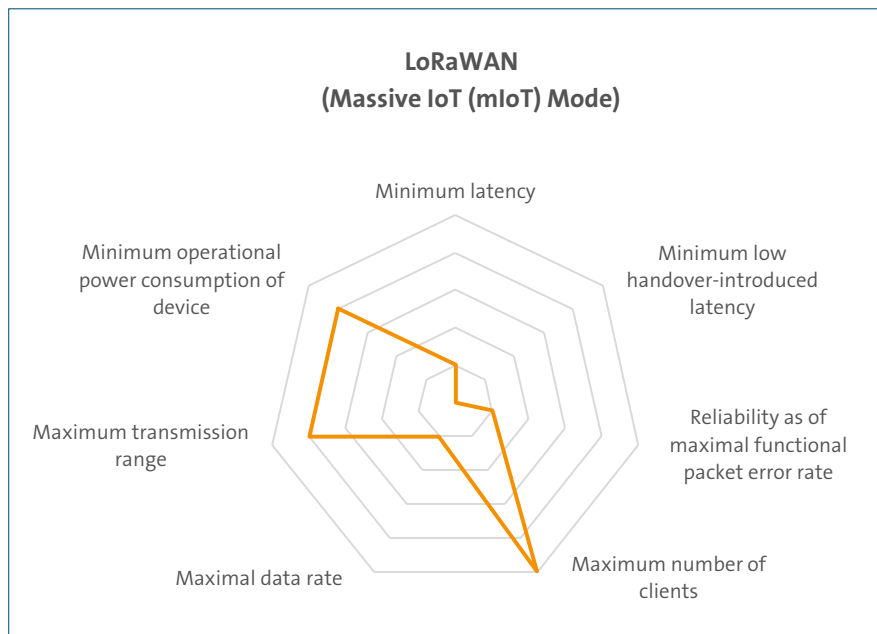 LoRaWAN
(Massive IoT (mIoT) Mode)
Minimum latency
Minimum operational
power consumption of
device
Minimum low
handover-introduced
latency
Maximum transmission
range
Reliability as of
maximal functional
packet error rate
Maximal data rate
Maximum number of
clients